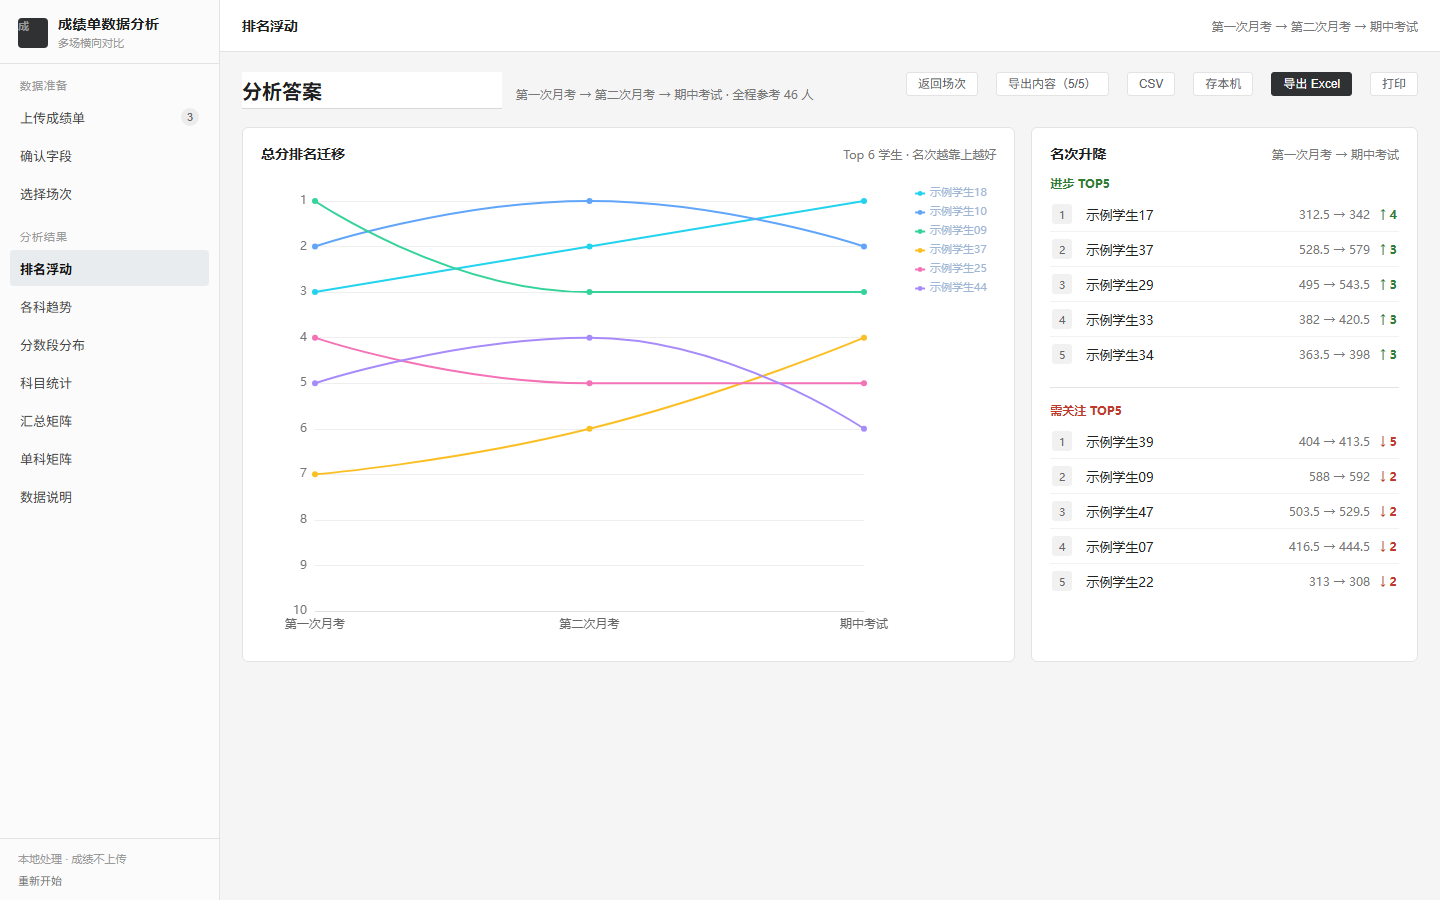 成
成绩单数据分析
多场横向对比
数据准备
上传成绩单 3
确认字段
选择场次
分析结果
排名浮动
各科趋势
分数段分布
科目统计
汇总矩阵
单科矩阵
数据说明
本地处理 · 成绩不上传
重新开始
排名浮动
第一次月考 → 第二次月考 → 期中考试
分析答案
第一次月考 → 第二次月考 → 期中考试 · 全程参考 46 人
返回场次
导出内容（5/5）
CSV
存本机
导出 Excel
打印
总分排名迁移
Top 6 学生 · 名次越靠上越好
1
2
3
4
5
6
7
8
9
10
第一次月考
第二次月考
期中考试
示例学生18
示例学生10
示例学生09
示例学生37
示例学生25
示例学生44
名次升降
第一次月考 → 期中考试
进步 TOP5
1 示例学生17 312.5 → 342 ↑ 4
2 示例学生37 528.5 → 579 ↑ 3
3 示例学生29 495 → 543.5 ↑ 3
4 示例学生33 382 → 420.5 ↑ 3
5 示例学生34 363.5 → 398 ↑ 3
需关注 TOP5
1 示例学生39 404 → 413.5 ↓ 5
2 示例学生09 588 → 592 ↓ 2
3 示例学生47 503.5 → 529.5 ↓ 2
4 示例学生07 416.5 → 444.5 ↓ 2
5 示例学生22 313 → 308 ↓ 2